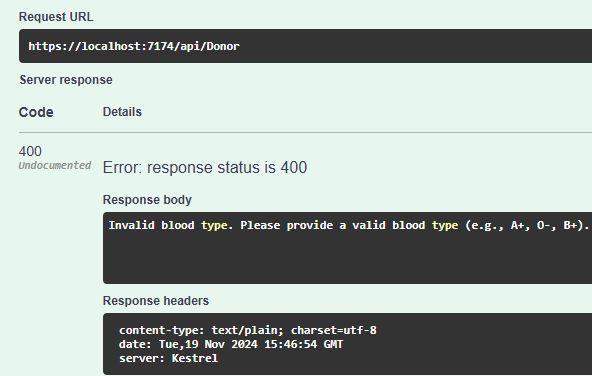 Request URL
https://localhost:7174/api/Donor
Server response
Code Details
400
Undocumented
Error: response status is 400
Response body
Invalid blood type. Please provide a valid blood type (e.g., A+, O-, B+).
Response headers
content-type: text/plain; charset=utf-8
date: Tue,19 Nov 2024 15:46:54 GMT
server: Kestrel